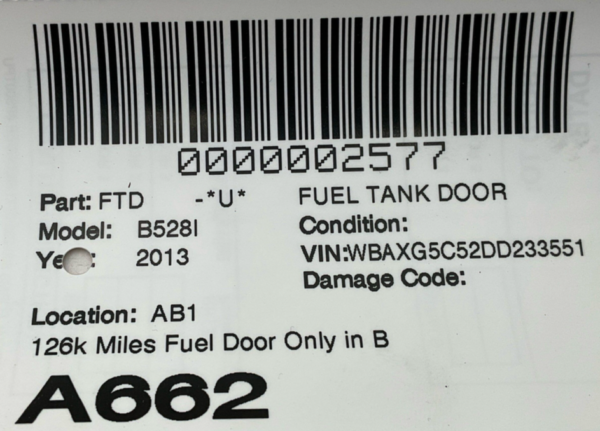 0000002577
Part: FTD -*U* FUEL TANK DOOR
Model: B528I Condition:
Ye : 2013 VIN:WBAXG5C52DD233551
Damage Code:
Location: AB1
126k Miles Fuel Door Only in B
A662